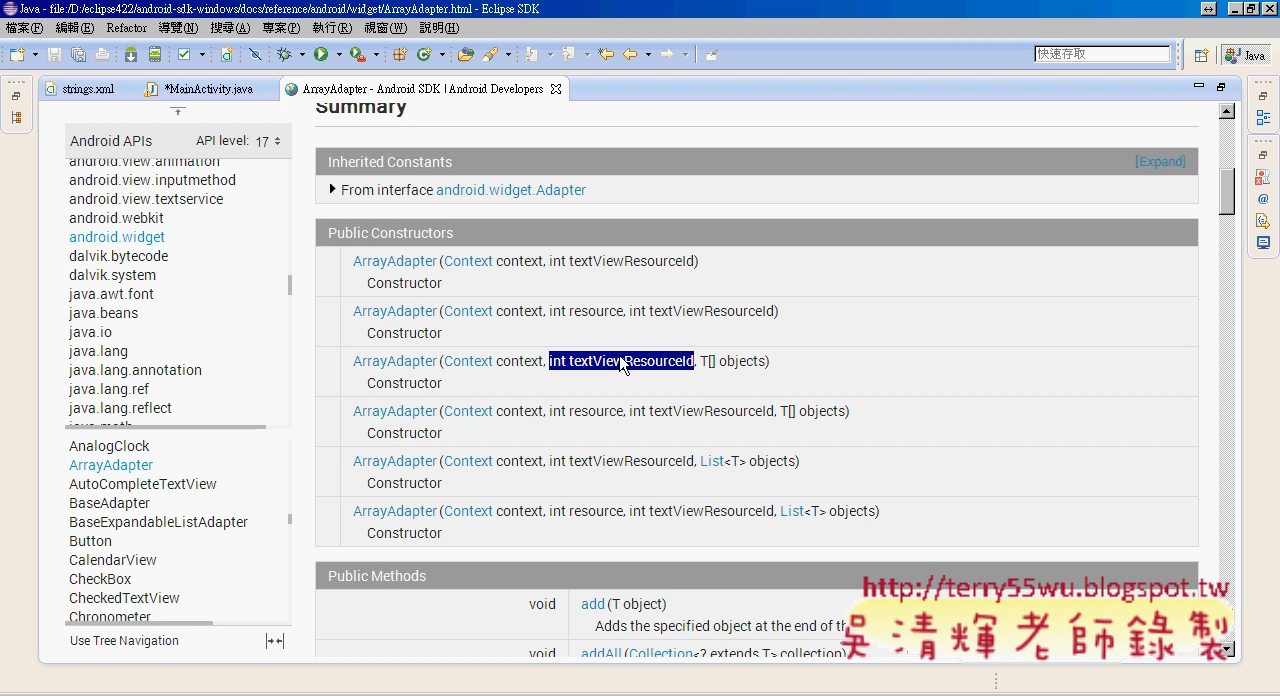 Java - file:/D:/eclipse422/android-sdk-windows/docs/reference/android/widget/ArrayAdapter.html - Eclipse SDK
檔案(F) 編輯(E) Refactor 導覽(N) 搜尋(A) 專案(P) 執行(R) 視窗(W) 說明(H)
快速存取
Java
strings.xml
*MainActivity.java
ArrayAdapter - Android SDK | Android Developers
Android APIs
API level: 17
android.view.animation
android.view.inputmethod
android.view.textservice
android.webkit
android.widget
dalvik.bytecode
dalvik.system
java.awt.font
java.beans
java.io
java.lang
java.lang.annotation
java.lang.ref
java.lang.reflect
java.math
AnalogClock
ArrayAdapter
AutoCompleteTextView
BaseAdapter
BaseExpandableListAdapter
Button
CalendarView
CheckBox
CheckedTextView
Chronometer
Use Tree Navigation
Summary
Inherited Constants
[Expand]
From interface android.widget.Adapter
Public Constructors
ArrayAdapter(Context context, int textViewResourceId)
Constructor
ArrayAdapter(Context context, int resource, int textViewResourceId)
Constructor
ArrayAdapter(Context context, int textViewResourceId, T[] objects)
Constructor
ArrayAdapter(Context context, int resource, int textViewResourceId, T[] objects)
Constructor
ArrayAdapter(Context context, int textViewResourceId, List<T> objects)
Constructor
ArrayAdapter(Context context, int resource, int textViewResourceId, List<T> objects)
Constructor
Public Methods
void add(T object)
Adds the specified object at the end of th
void addAll(Collection<? extends T> collection)
http://terry55wu.blogspot.tw
吳清輝老師錄製